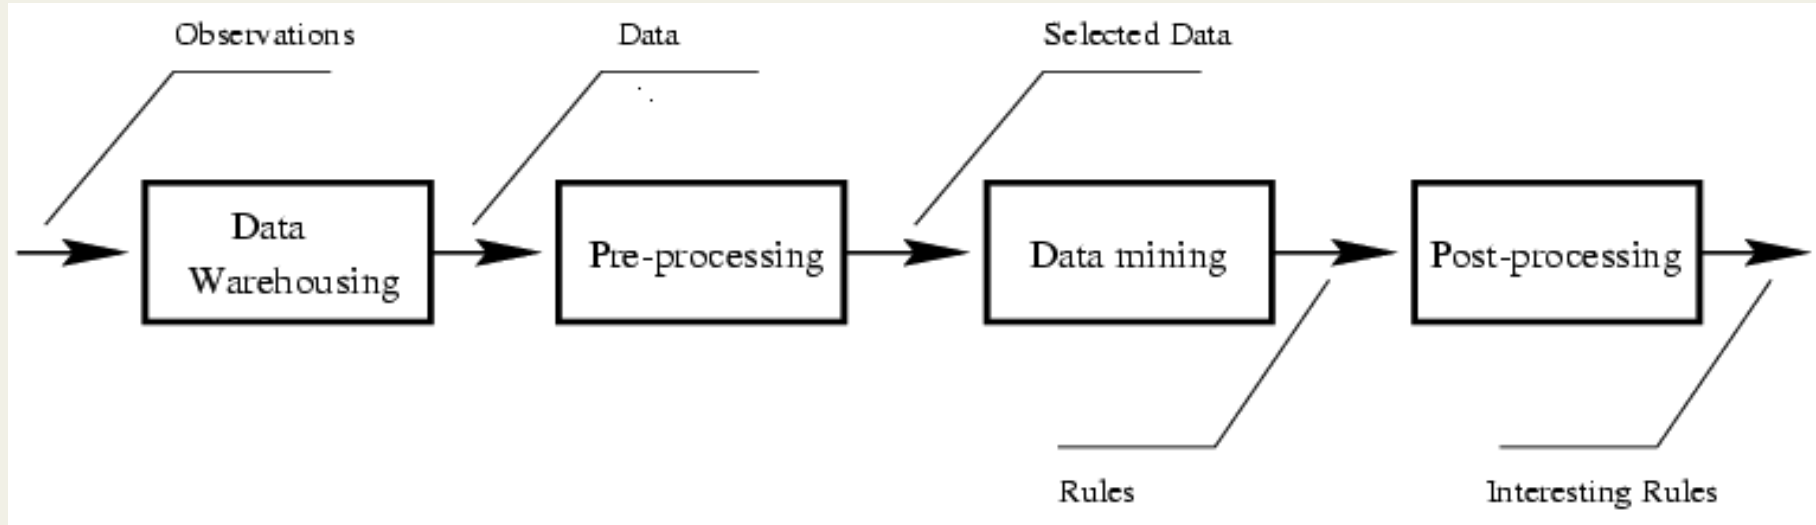 Observations
Data
Selected Data
Data
Warehousing
Pre-processing
Data mining
Post-processing
Rules
Interesting Rules